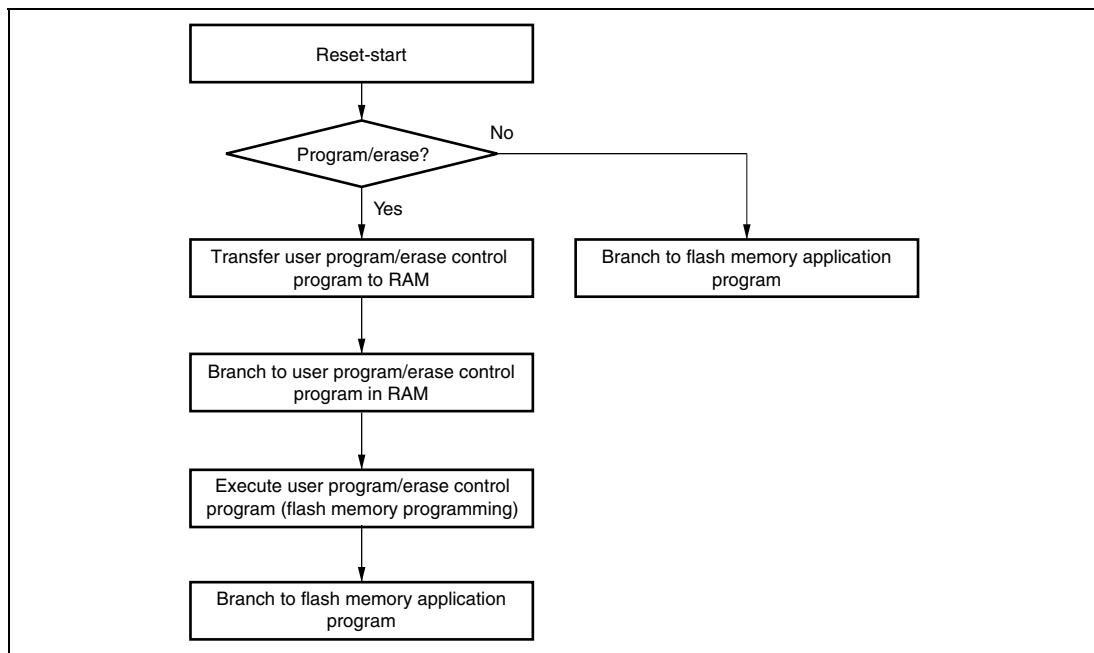 Reset-start
Program/erase?
No
Yes
Transfer user program/erase control
program to RAM
Branch to flash memory application
program
Branch to user program/erase control
program in RAM
Execute user program/erase control
program (flash memory programming)
Branch to flash memory application
program